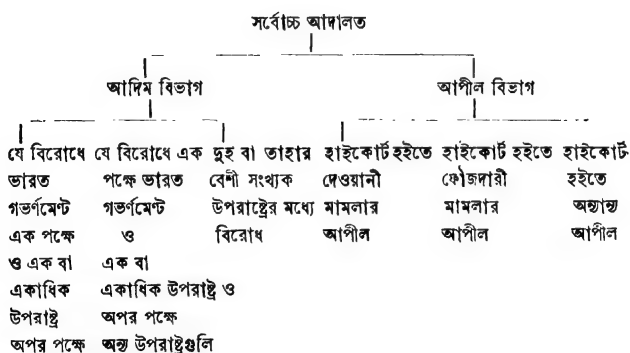 সর্বোচ্চ আদালত
আদিম বিভাগ
আপীল বিভাগ
যে বিরোধে
ভারত
গভর্ণমেন্ট
এক পক্ষে
ও এক বা
একাধিক
উপরাষ্ট্র
অপর পক্ষে
যে বিরোধে এক
পক্ষে ভারত
গভর্ণমেন্ট
ও
এক বা
একাধিক উপরাষ্ট্র ও
অপর পক্ষে
অন্য উপরাষ্ট্রগুলি
দুই বা তাহার
বেশী সংখ্যক
উপরাষ্ট্রের মধ্যে
বিরোধ
হাইকোর্ট হইতে
দেওয়ানী
মামলার
আপীল
হাইকোর্ট হইতে
ফৌজদারী
মামলার
আপীল
হাইকোর্ট
হইতে
অন্যান্য
আপীল